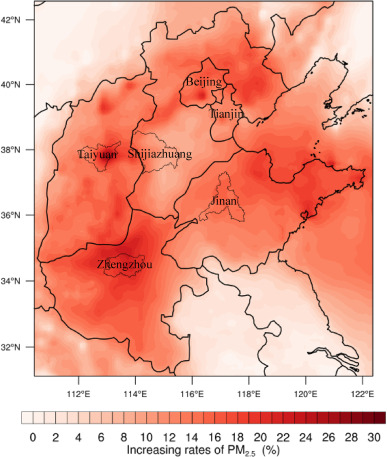 42°N
40°N
38°N
36°N
34°N
32°N
Beijing
Tianjin
Taiyuan
Shijiazhuang
Jinan
Zhengzhou
112°E 114°E 116°E 118°E 120°E 122°E
0 2 4 6 8 10 12 14 16 18 20 22 24 26 28 30
Increasing rates of PM2.5 (%)